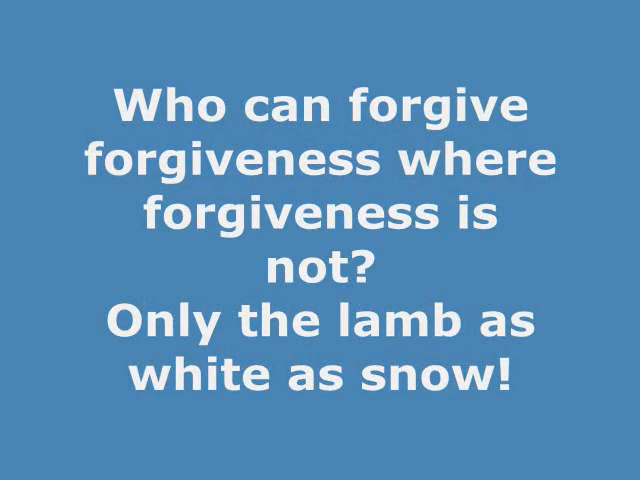 Who can forgive
forgiveness where
forgiveness is
not?
Only the lamb as
white as snow!